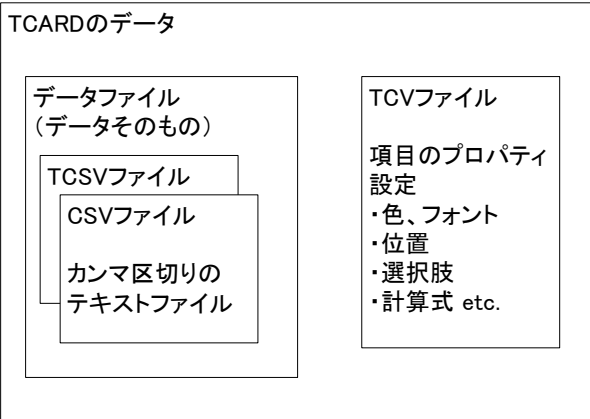 TCARDのデータ
データファイル
（データそのもの）
TCSVファイル
CSVファイル
カンマ区切りの
テキストファイル
TCVファイル
項目のプロパティ
設定
・色、フォント
・位置
・選択肢
・計算式 etc.